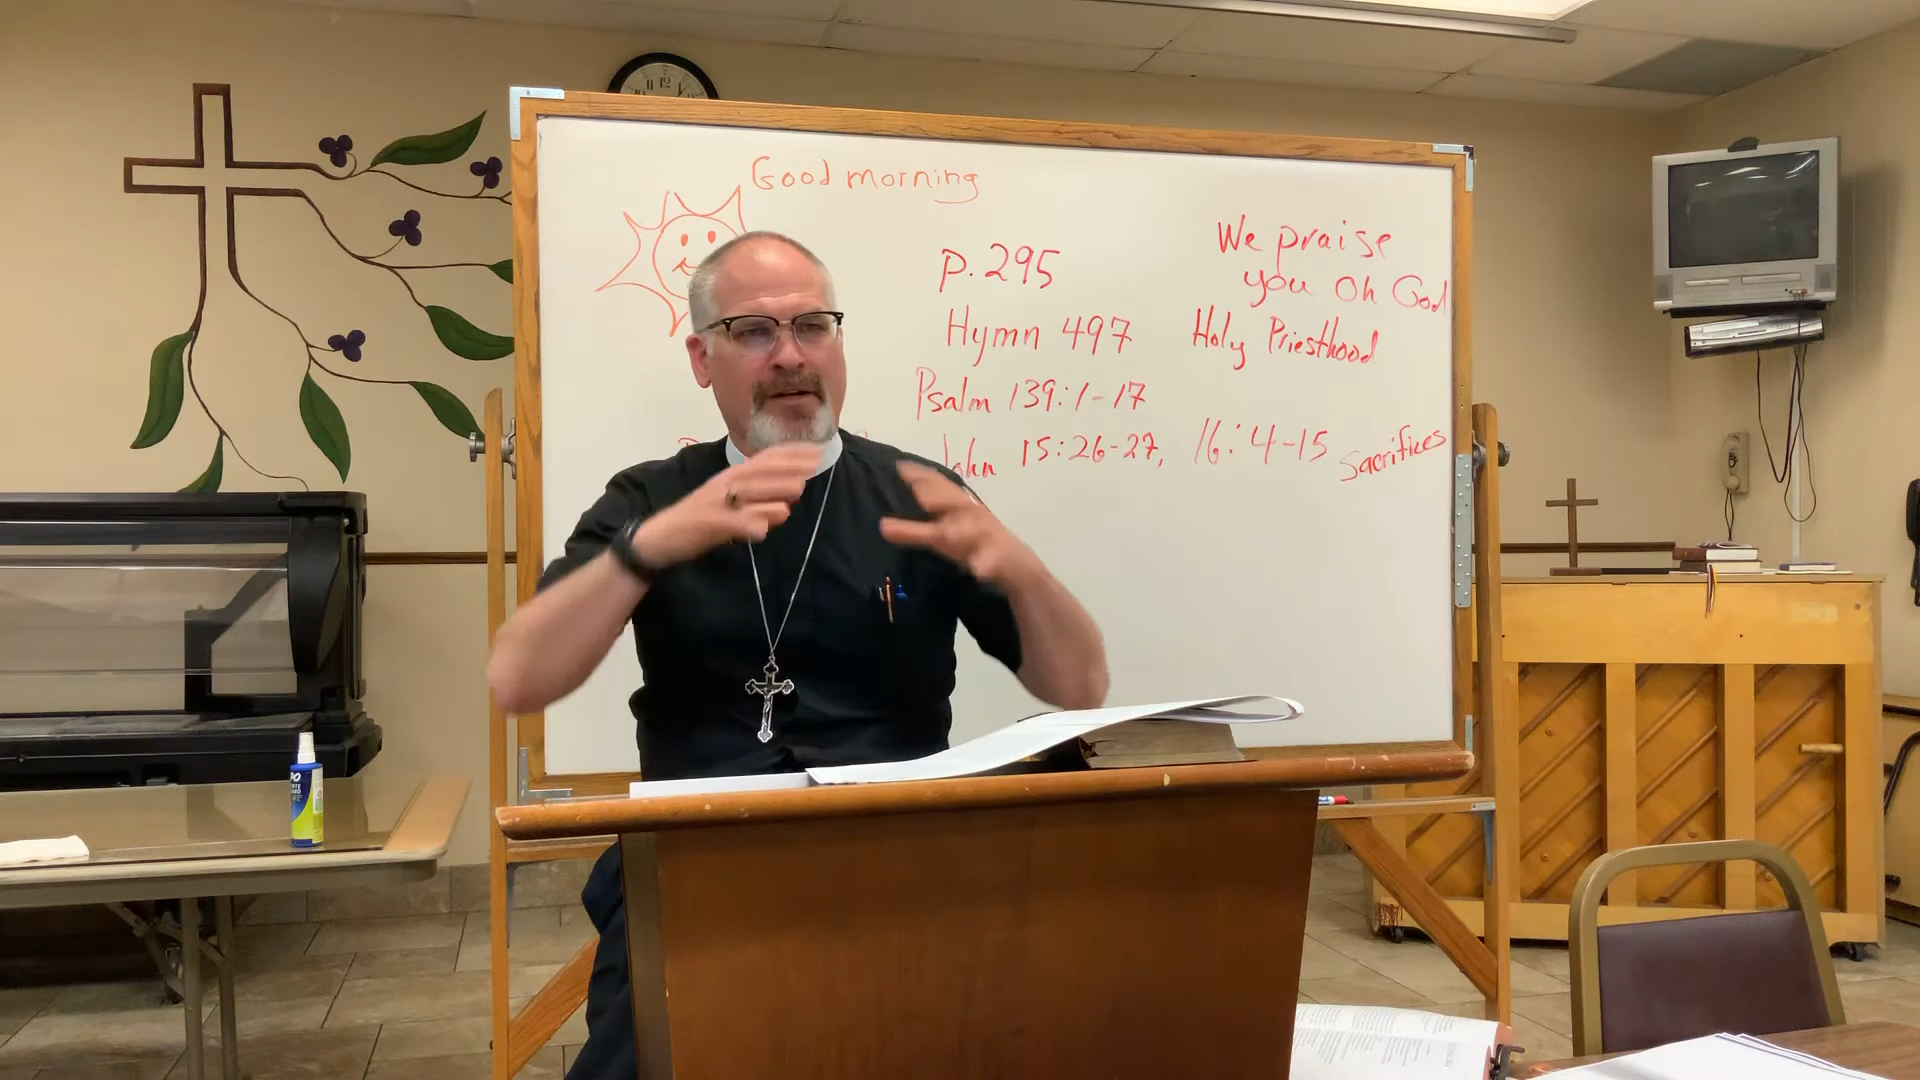 Good morning
We praise
you Oh God
p. 295
Hymn 497
Holy Priesthood
Psalm 139:1-17
John 15:26-27, 16:4-15
Sacrifices